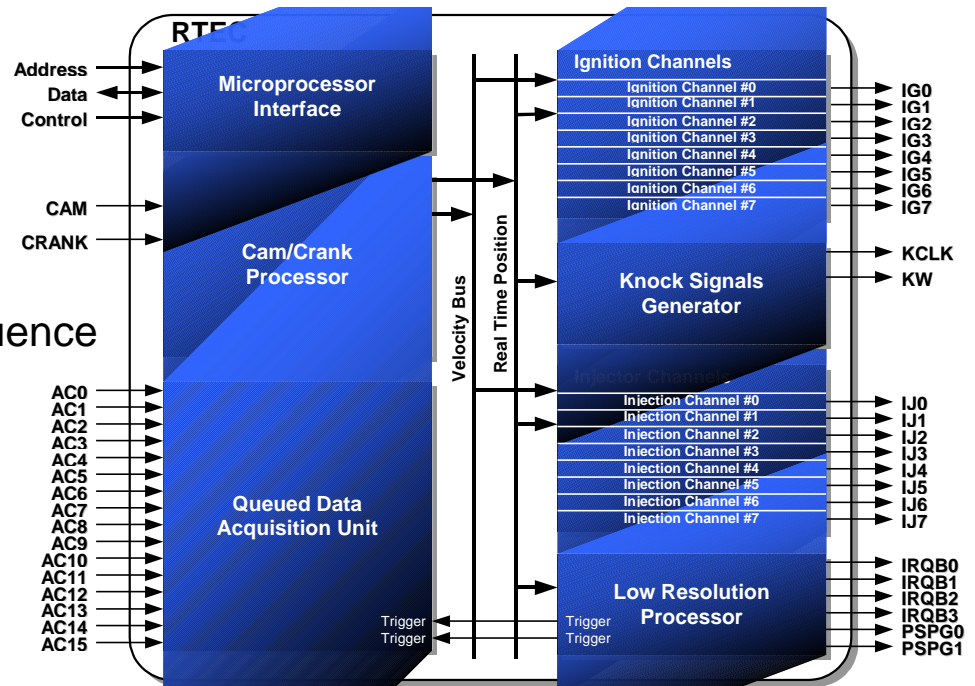 RTEC
Address
Data
Control
CAM
CRANK
uence
AC0
AC1
AC2
AC3
AC4
AC5
AC6
AC7
AC8
AC9
AC10
AC11
AC12
AC13
AC14
AC15
Microprocessor
Interface
Cam/Crank
Processor
Queued Data
Acquisition Unit
Trigger
Trigger
Velocity Bus
Real Time Position
Ignition Channels
Ignition Channel #0
Ignition Channel #1
Ignition Channel #2
Ignition Channel #3
Ignition Channel #4
Ignition Channel #5
Ignition Channel #6
Ignition Channel #7
Knock Signals
Generator
Injector Channels
Injection Channel #0
Injection Channel #1
Injection Channel #2
Injection Channel #3
Injection Channel #4
Injection Channel #5
Injection Channel #6
Injection Channel #7
Low Resolution
Processor
Trigger
Trigger
IG0
IG1
IG2
IG3
IG4
IG5
IG6
IG7
KCLK
KW
IJ0
IJ1
IJ2
IJ3
IJ4
IJ5
IJ6
IJ7
IRQB0
IRQB1
IRQB2
IRQB3
PSPG0
PSPG1